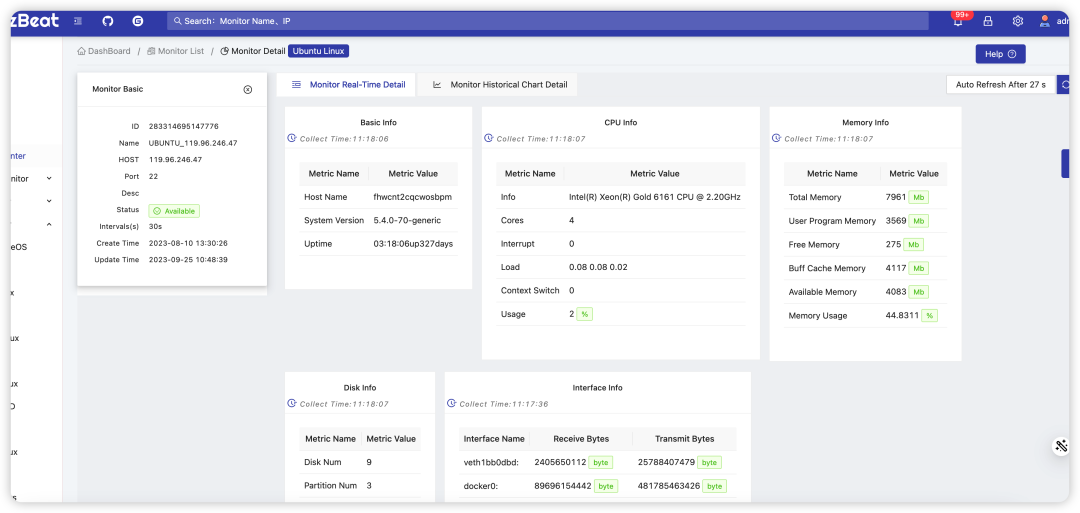 zBeat
Search: Monitor Name、IP
99+
adn
DashBoard / Monitor List / Monitor Detail Ubuntu Linux
Help
Monitor Basic
ID 283314695147776
Name UBUNTU_119.96.246.47
HOST 119.96.246.47
Port 22
Desc
Status Available
Intervals(s) 30s
Create Time 2023-08-10 13:30:26
Update Time 2023-09-25 10:48:39
enter
nitor
eOS
x
ux
ux
O
ux
s
Monitor Real-Time Detail
Monitor Historical Chart Detail
Auto Refresh After 27 s
Basic Info
Collect Time:11:18:06
Metric Name Metric Value
Host Name fhwcnt2cqcwosbpm
System Version 5.4.0-70-generic
Uptime 03:18:06up327days
CPU Info
Collect Time:11:18:07
Metric Name Metric Value
Info Intel(R) Xeon(R) Gold 6161 CPU @ 2.20GHz
Cores 4
Interrupt 0
Load 0.08 0.08 0.02
Context Switch 0
Usage 2 %
Memory Info
Collect Time:11:18:07
Metric Name Metric Value
Total Memory 7961 Mb
User Program Memory 3569 Mb
Free Memory 275 Mb
Buff Cache Memory 4117 Mb
Available Memory 4083 Mb
Memory Usage 44.8311 %
Disk Info
Collect Time:11:18:07
Metric Name Metric Value
Disk Num 9
Partition Num 3
Interface Info
Collect Time:11:17:36
Interface Name Receive Bytes Transmit Bytes
veth1bb0dbd: 2405650112 byte 25788407479 byte
docker0: 89696154442 byte 481785463426 byte